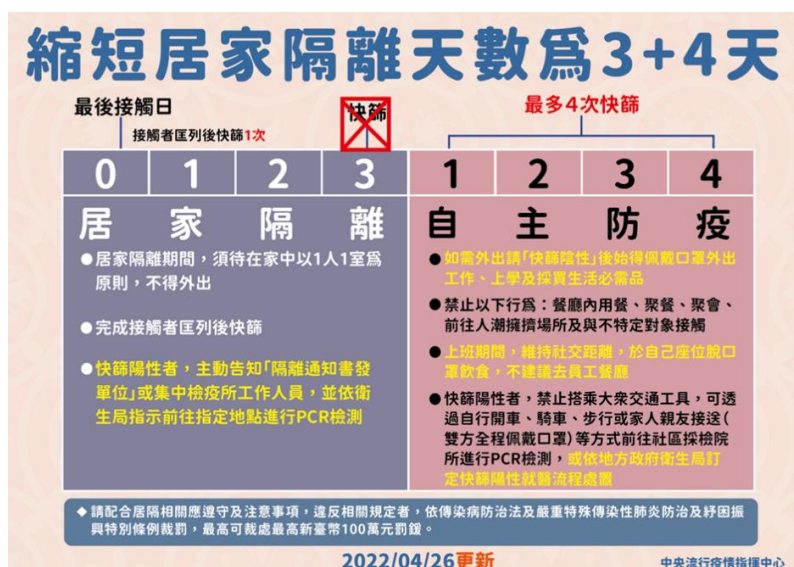 縮短居家隔離天數為3+4天
最後接觸日
快篩
最多4次快篩
接觸者匡列後快篩1次
0 1 2 3 1 2 3 4
居家隔離
自主防疫
●居家隔離期間，須待在家中以1人1室為
原則，不得外出
●完成接觸者匡列後快篩
●快篩陽性者，主動告知「隔離通知書發
單位」或集中檢疫所工作人員，並依衛
生局指示前往指定地點進行PCR檢測
●如需外出請「快篩陰性」後始得佩戴口罩外出
工作、上學及採買生活必需品
●禁止以下行為：餐廳內用餐、聚餐、聚會、
前往人潮擁擠場所及與不特定對象接觸
●上班期間，維持社交距離，於自己座位脫口
罩飲食，不建議去員工餐廳
●快篩陽性者，禁止搭乘大眾交通工具，可透
過自行開車、騎車、步行或家人親友接送(
雙方全程佩戴口罩)等方式前往社區採檢院
所進行PCR檢測，或依地方政府衛生局訂
定快篩陽性就醫流程處置
◆請配合居隔相關應遵守及注意事項，違反相關規定者，依傳染病防治法及嚴重特殊傳染性肺炎防治及紓困振
興特別條例裁罰，最高可裁處最高新臺幣100萬元罰鍰。
2022/04/26更新
中央流行疫情指揮中心